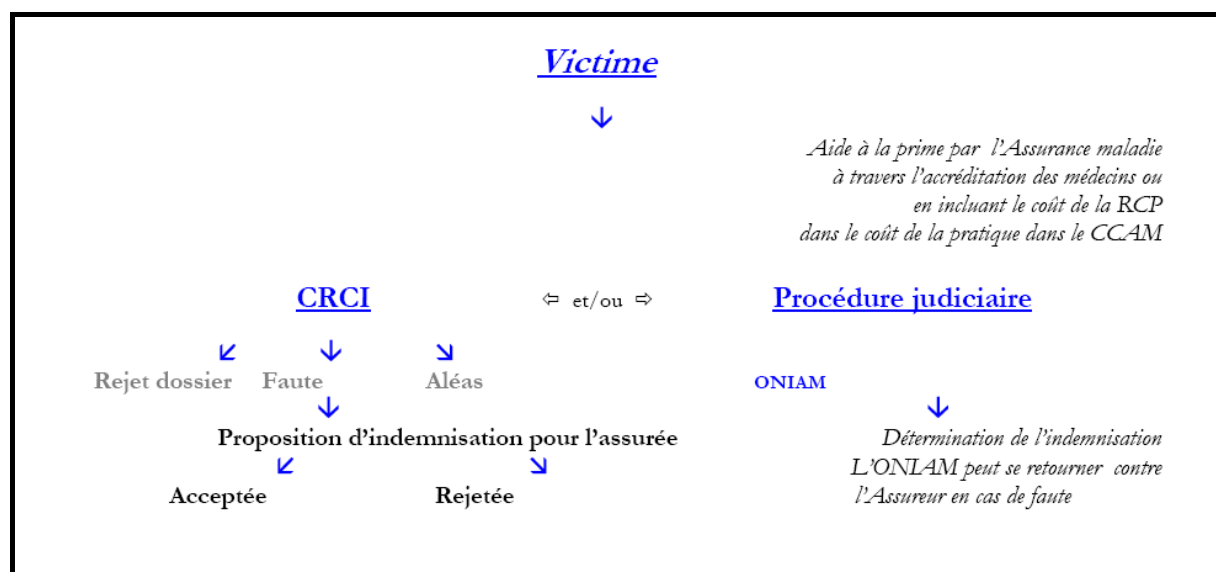 Victime
Aide à la prime par l'Assurance maladie
à travers l'accréditation des médecins ou
en incluant le coût de la RCP
dans le coût de la pratique dans le CCAM
CRCI ⇦ et/ou ⇨ Procédure judiciaire
Rejet dossier Faute Aléas ONIAM
Proposition d'indemnisation pour l'assurée Détermination de l'indemnisation
L'ONIAM peut se retourner contre
Acceptée Rejetée l'Assureur en cas de faute